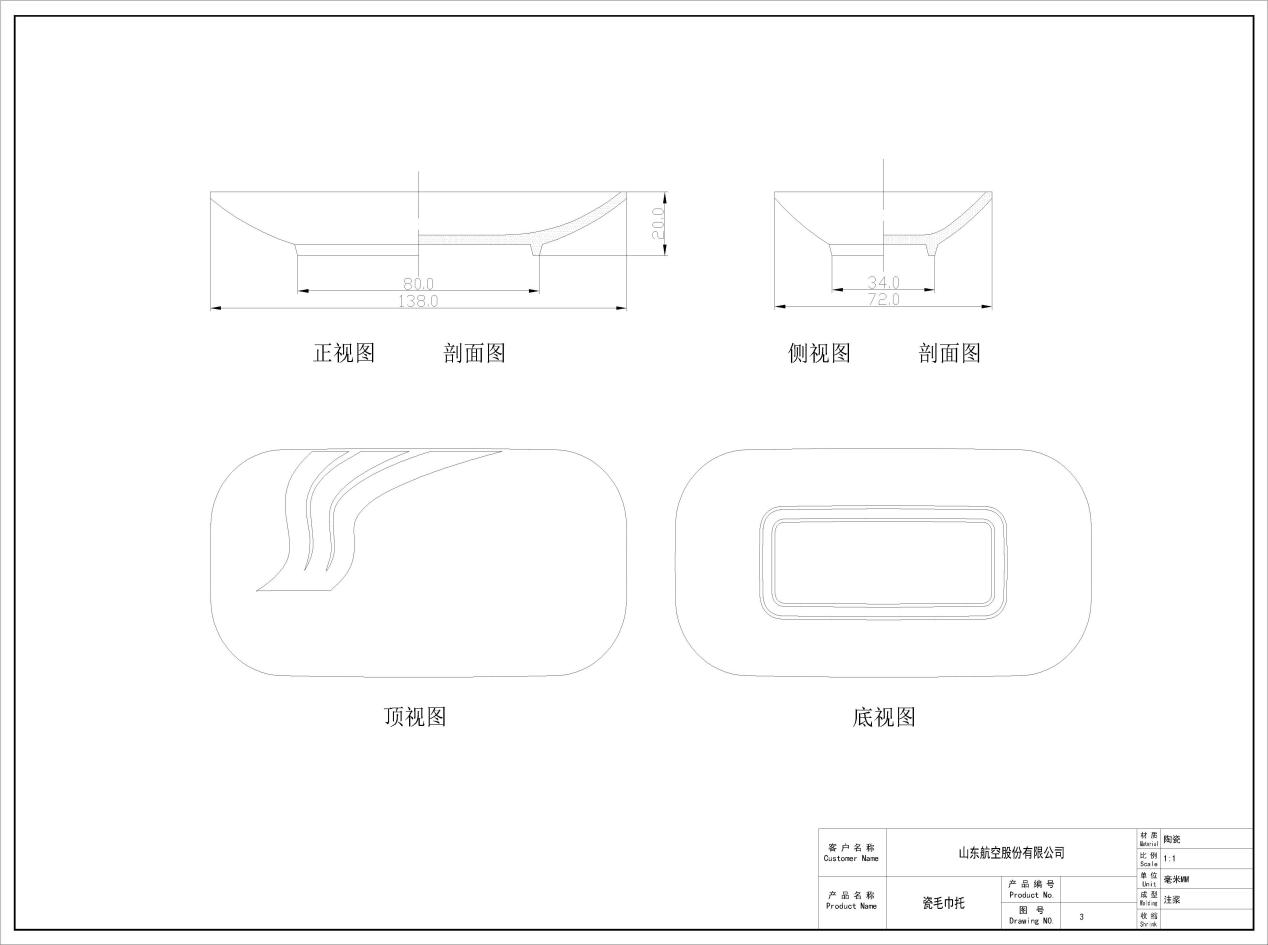 20.0
80.0
138.0
34.0
72.0
正视图 剖面图
侧视图 剖面图
顶视图
底视图
客 户 名 称
Customer Name
山东航空股份有限公司
产 品 名 称
Product Name
瓷毛巾托
产 品 编 号
Product No.
图 号
Drawing NO.
3
材 质
Material
陶瓷
比 例
Scale
1:1
单 位
Unit
毫米MM
成 型
Molding
注浆
收 缩
Shrink